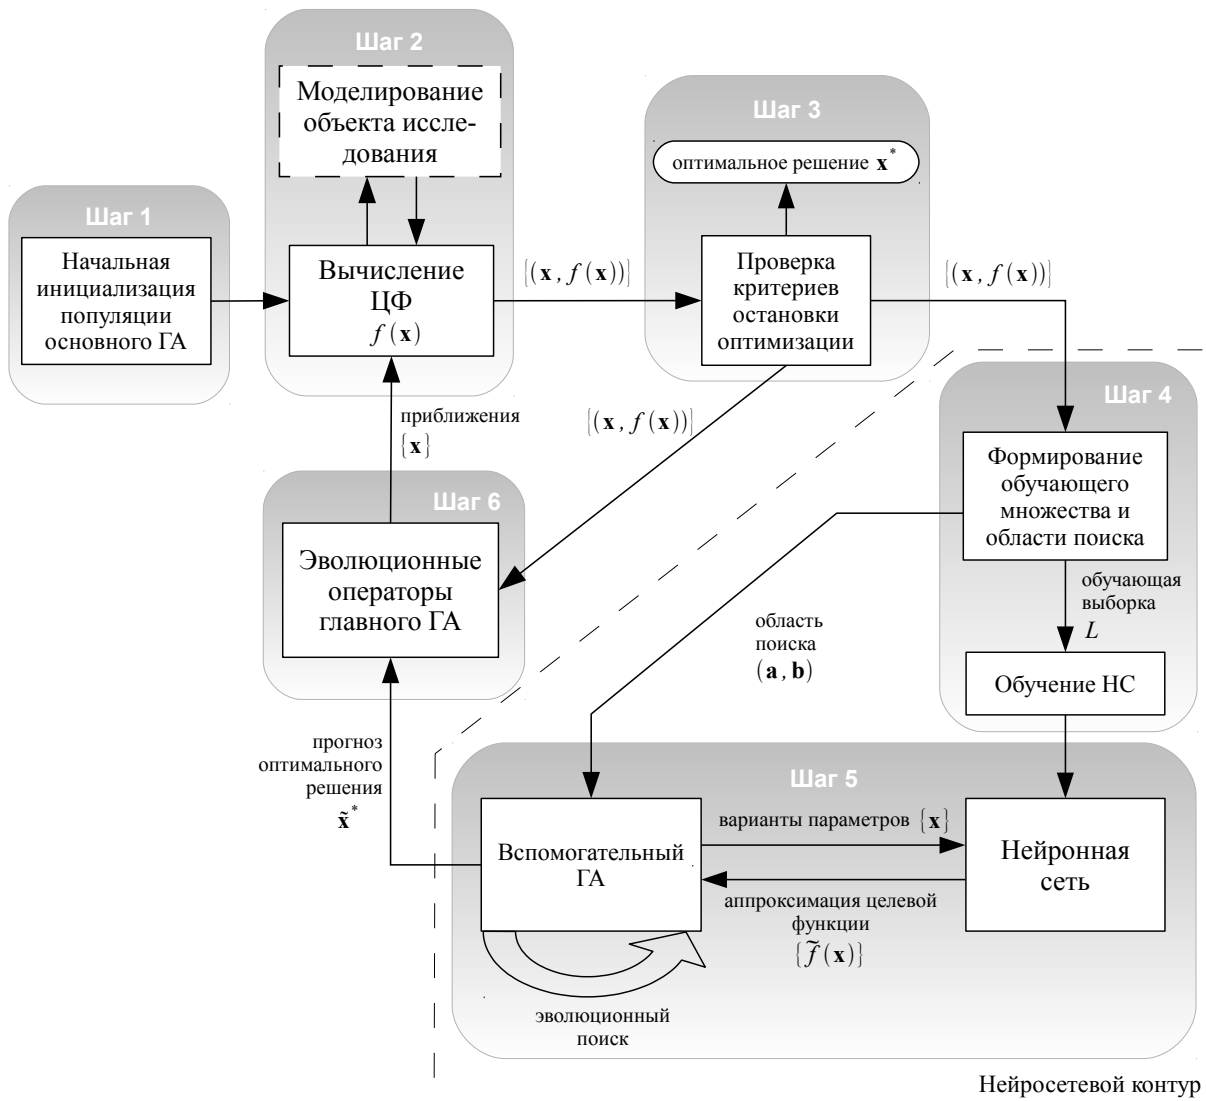 Шаг 1
Начальная
инициализация
популяции
основного ГА
Шаг 2
Моделирование
объекта иссле-
дования
Вычисление
ЦФ
f(x)
{(x, f(x))}
Шаг 3
оптимальное решение x*
Проверка
критериев
остановки
оптимизации
{(x, f(x))}
{(x, f(x))}
Шаг 4
Формирование
обучающего
множества и
области поиска
обучающая
выборка
L
Обучение НС
область
поиска
(a, b)
приближения
{x}
Шаг 6
Эволюционные
операторы
главного ГА
прогноз
оптимального
решения
x̃*
Шаг 5
Вспомогательный
ГА
варианты параметров {x}
аппроксимация целевой
функции
{f̃(x)}
Нейронная
сеть
эволюционный
поиск
Нейросетевой контур